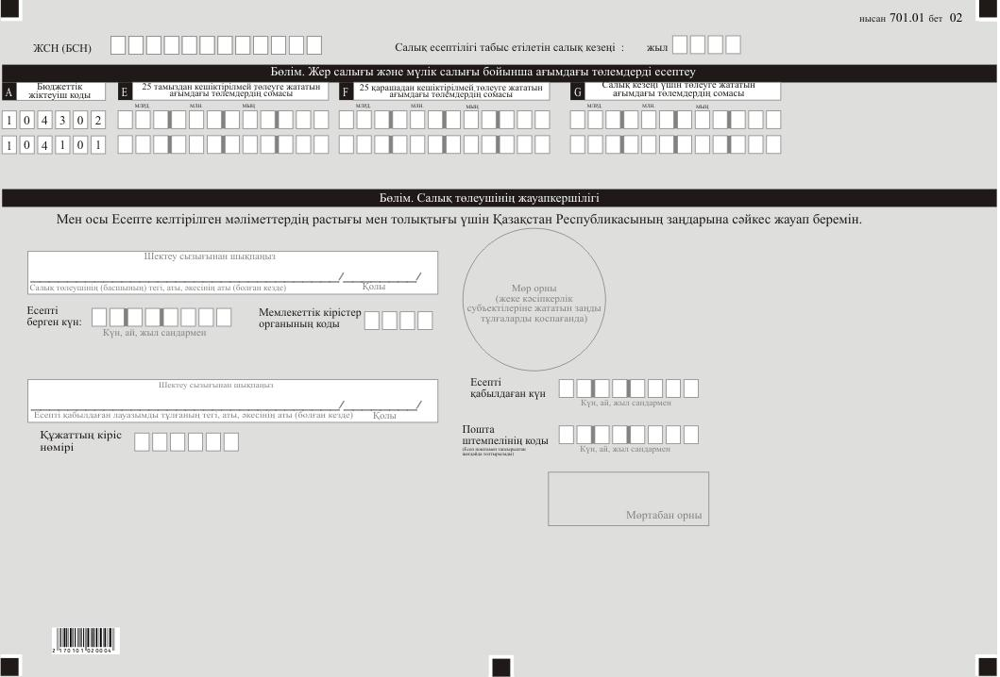 нысан 701.01 бет 02
ЖСН (БСН)
Салық есептілігі табыс етілетін салық кезеңі : жыл
Бөлім. Жер салығы және мүлік салығы бойынша ағымдағы төлемдерді есептеу
A
Бюджеттік
жіктеуіш коды
E
25 тамыздан кешіктірілмей төлеуге жататын
ағымдағы төлемдердің сомасы
F
25 қарашадан кешіктірілмей төлеуге жататын
ағымдағы төлемдердің сомасы
G
Салық кезеңі үшін төлеуге жататын
ағымдағы төлемдердің сомасы
млрд. млн. мың млрд. млн. мың млрд. млн. мың
1 0 4 3 0 2
1 0 4 1 0 1
Бөлім. Салық төлеушінің жауапкершілігі
Мен осы Есепте келтірілген мәліметтердің растығы мен толықтығы үшін Қазақстан Республикасының заңдарына сәйкес жауап беремін.
Шектеу сызығынан шықпаңыз
Салық төлеушінің (басшының) тегі, аты, әкесінің аты (болған кезде) Қолы
Мөр орны
(жеке кәсіпкерлік
субъектілеріне жататын заңды
тұлғаларды қоспағанда)
Есепті
берген күн:
Күн, ай, жыл сандармен
Мемлекеттік кірістер
органының коды
Шектеу сызығынан шықпаңыз
Есепті қабылдаған лауазымды тұлғаның тегі, аты, әкесінің аты (болған кезде) Қолы
Есепті
қабылдаған күн
Күн, ай, жыл сандармен
Құжаттың кіріс
нөмірі
Пошта
штемпелінің коды
(Есеп поштамен тапсырылған
жағдайда толтырылады)
Күн, ай, жыл сандармен
Мөртабан орны
2 170101 020004